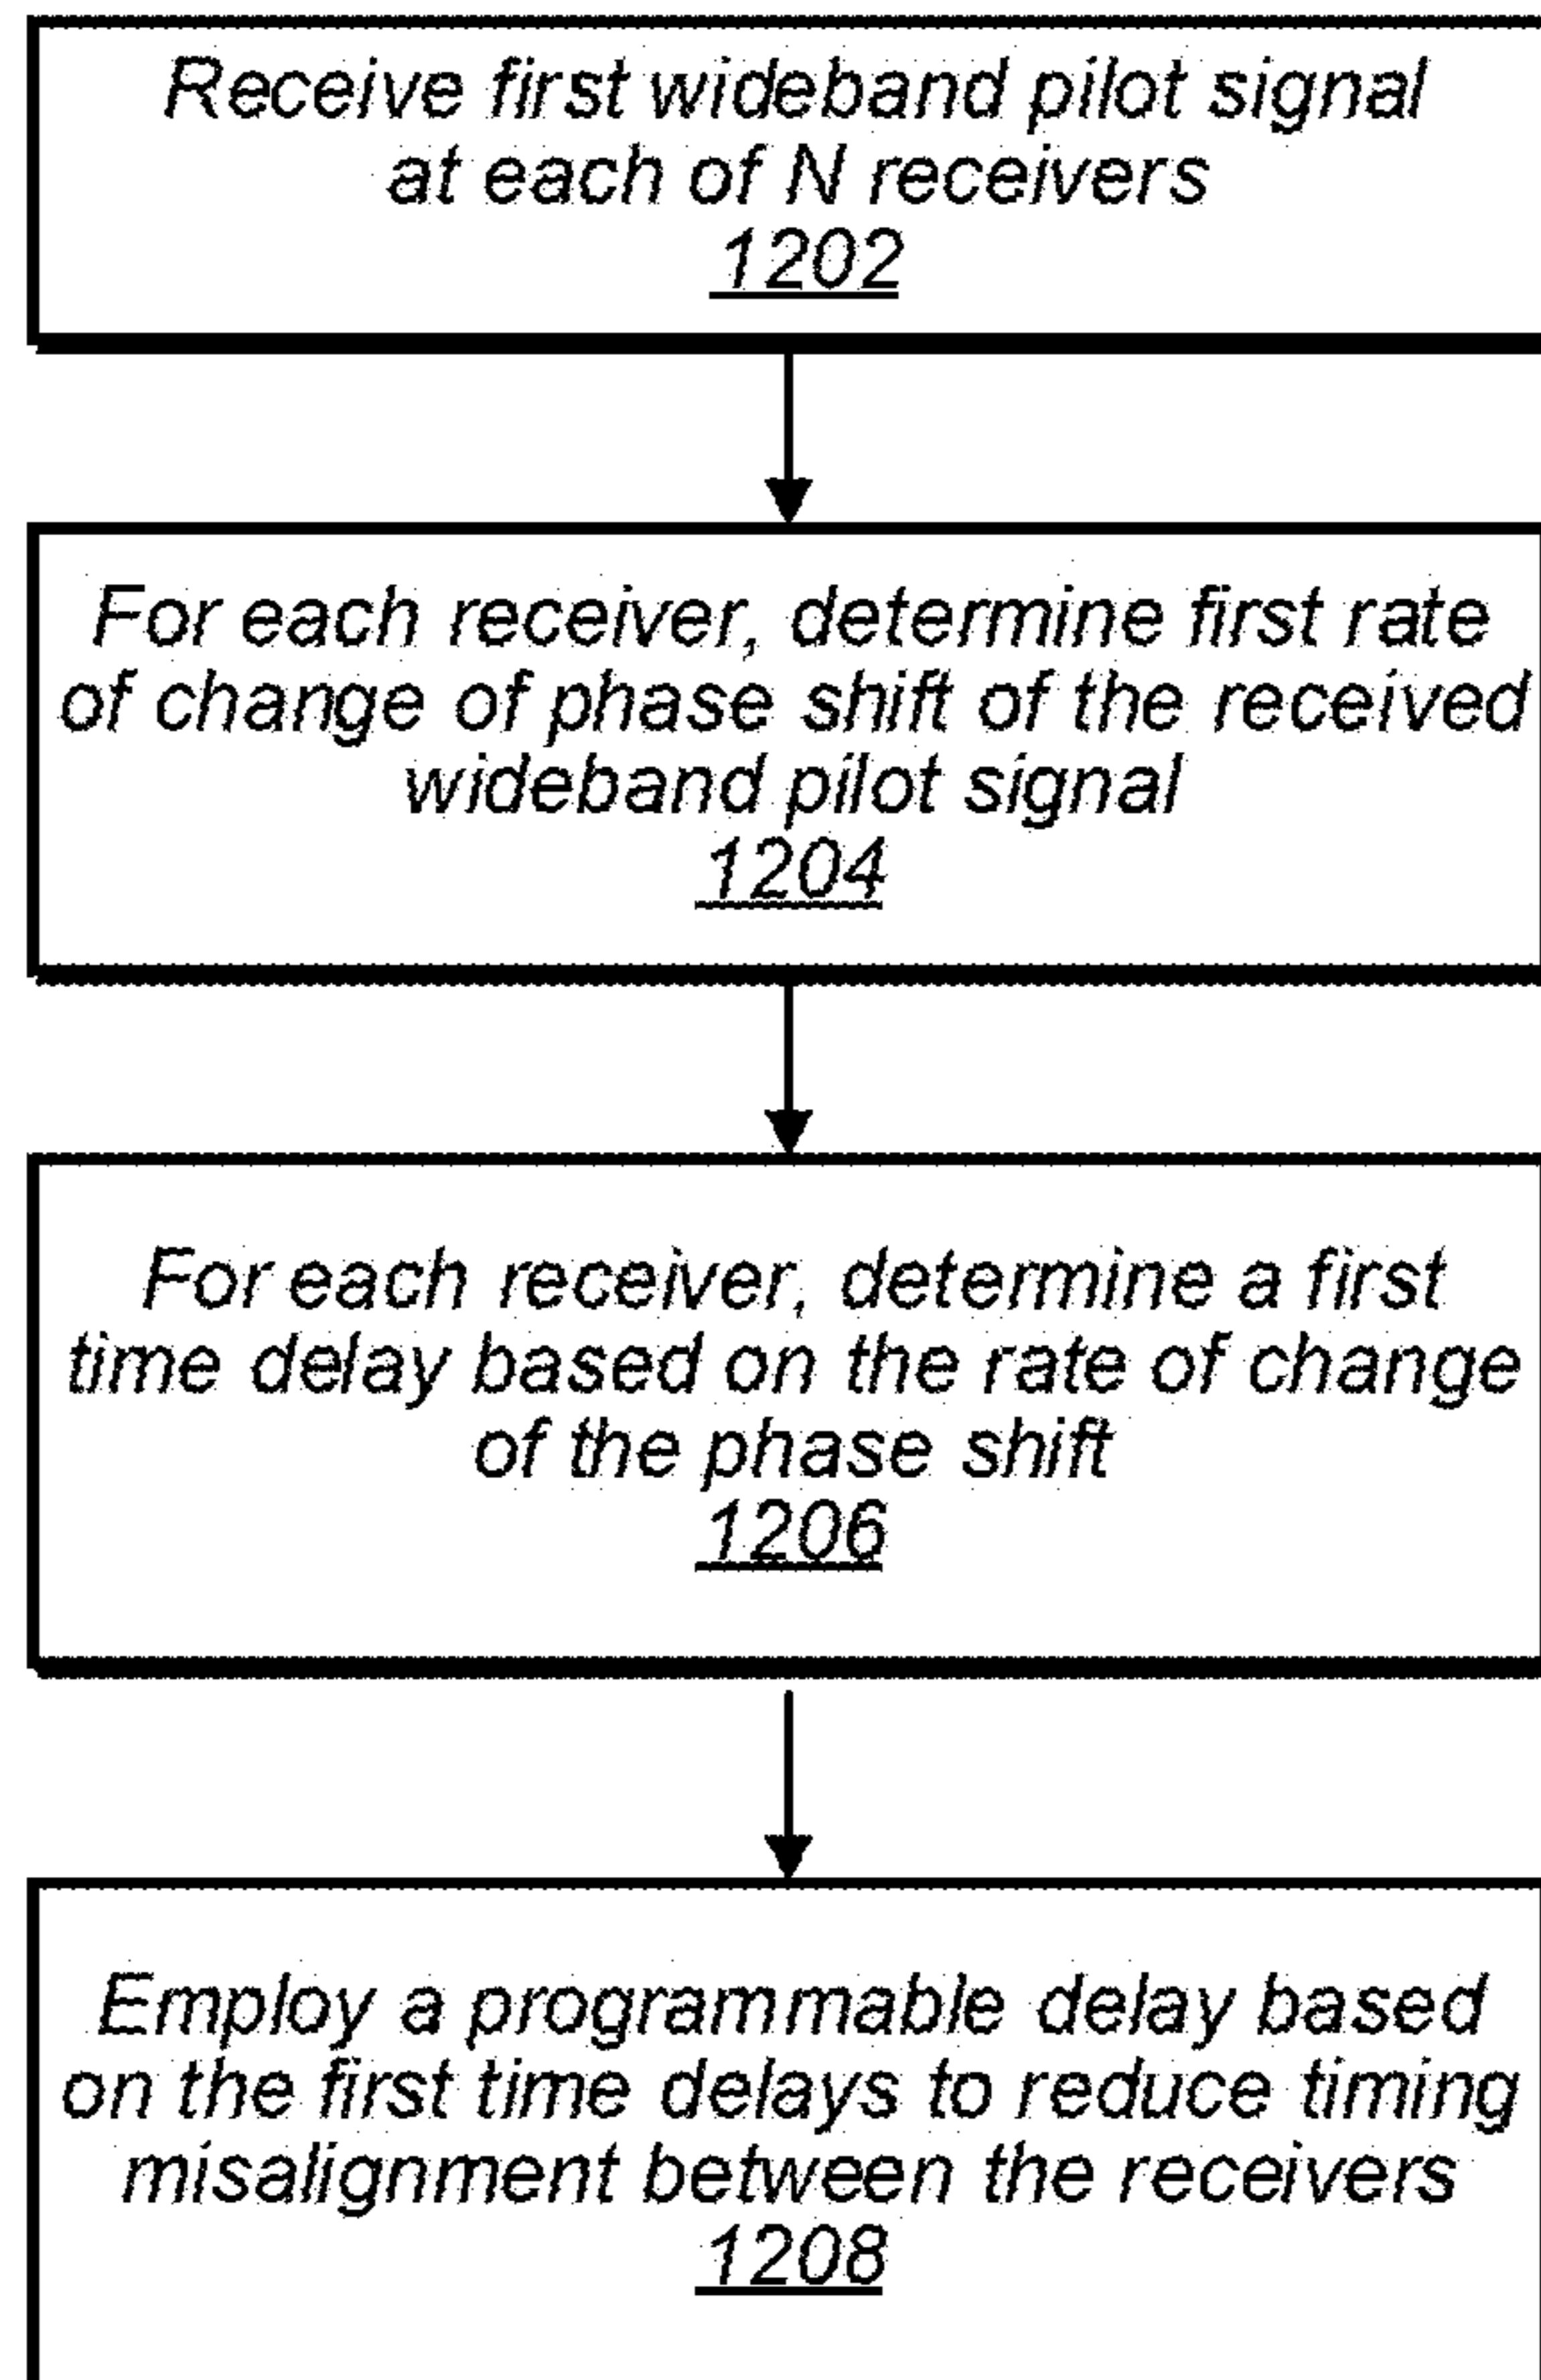 Receive first wideband pilot signal
at each of N receivers
1202
For each receiver, determine first rate
of change of phase shift of the received
wideband pilot signal
1204
For each receiver, determine a first
time delay based on the rate of change
of the phase shift
1206
Employ a programmable delay based
on the first time delays to reduce timing
misalignment between the receivers
1208